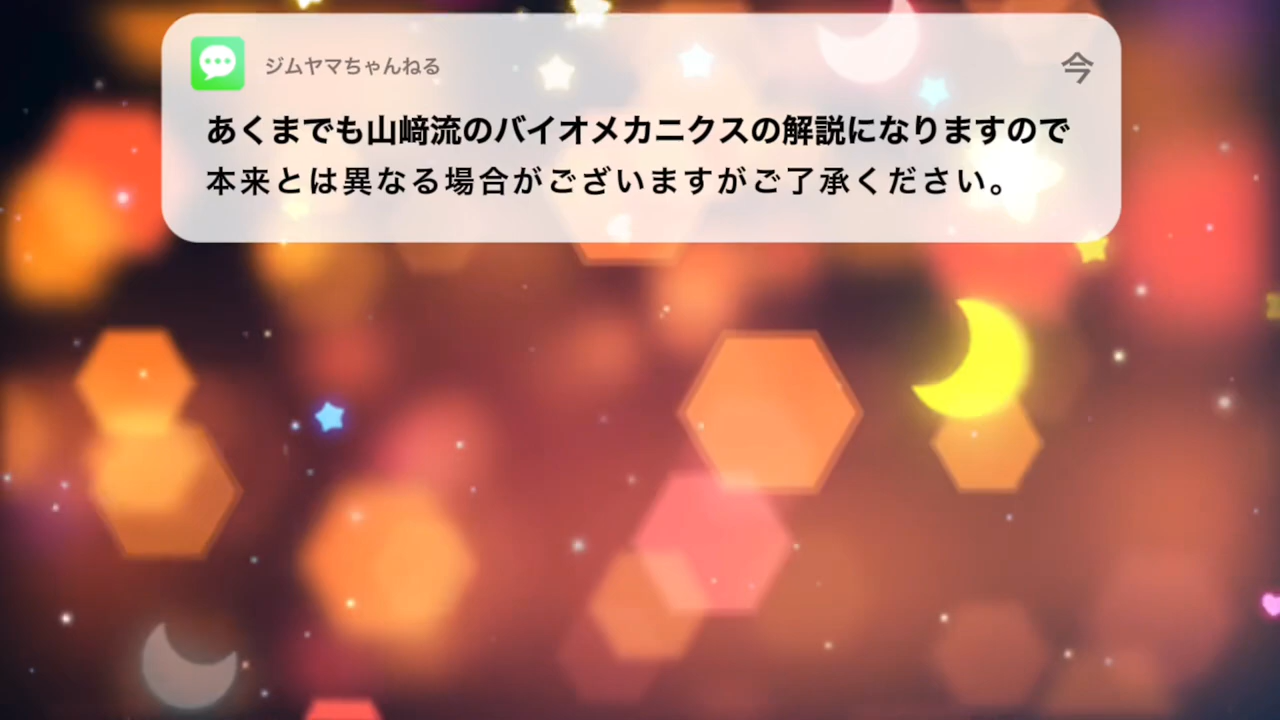 ジムヤマちゃんねる
今
あくまでも山﨑流のバイオメカニクスの解説になりますので
本来とは異なる場合がございますがご了承ください。